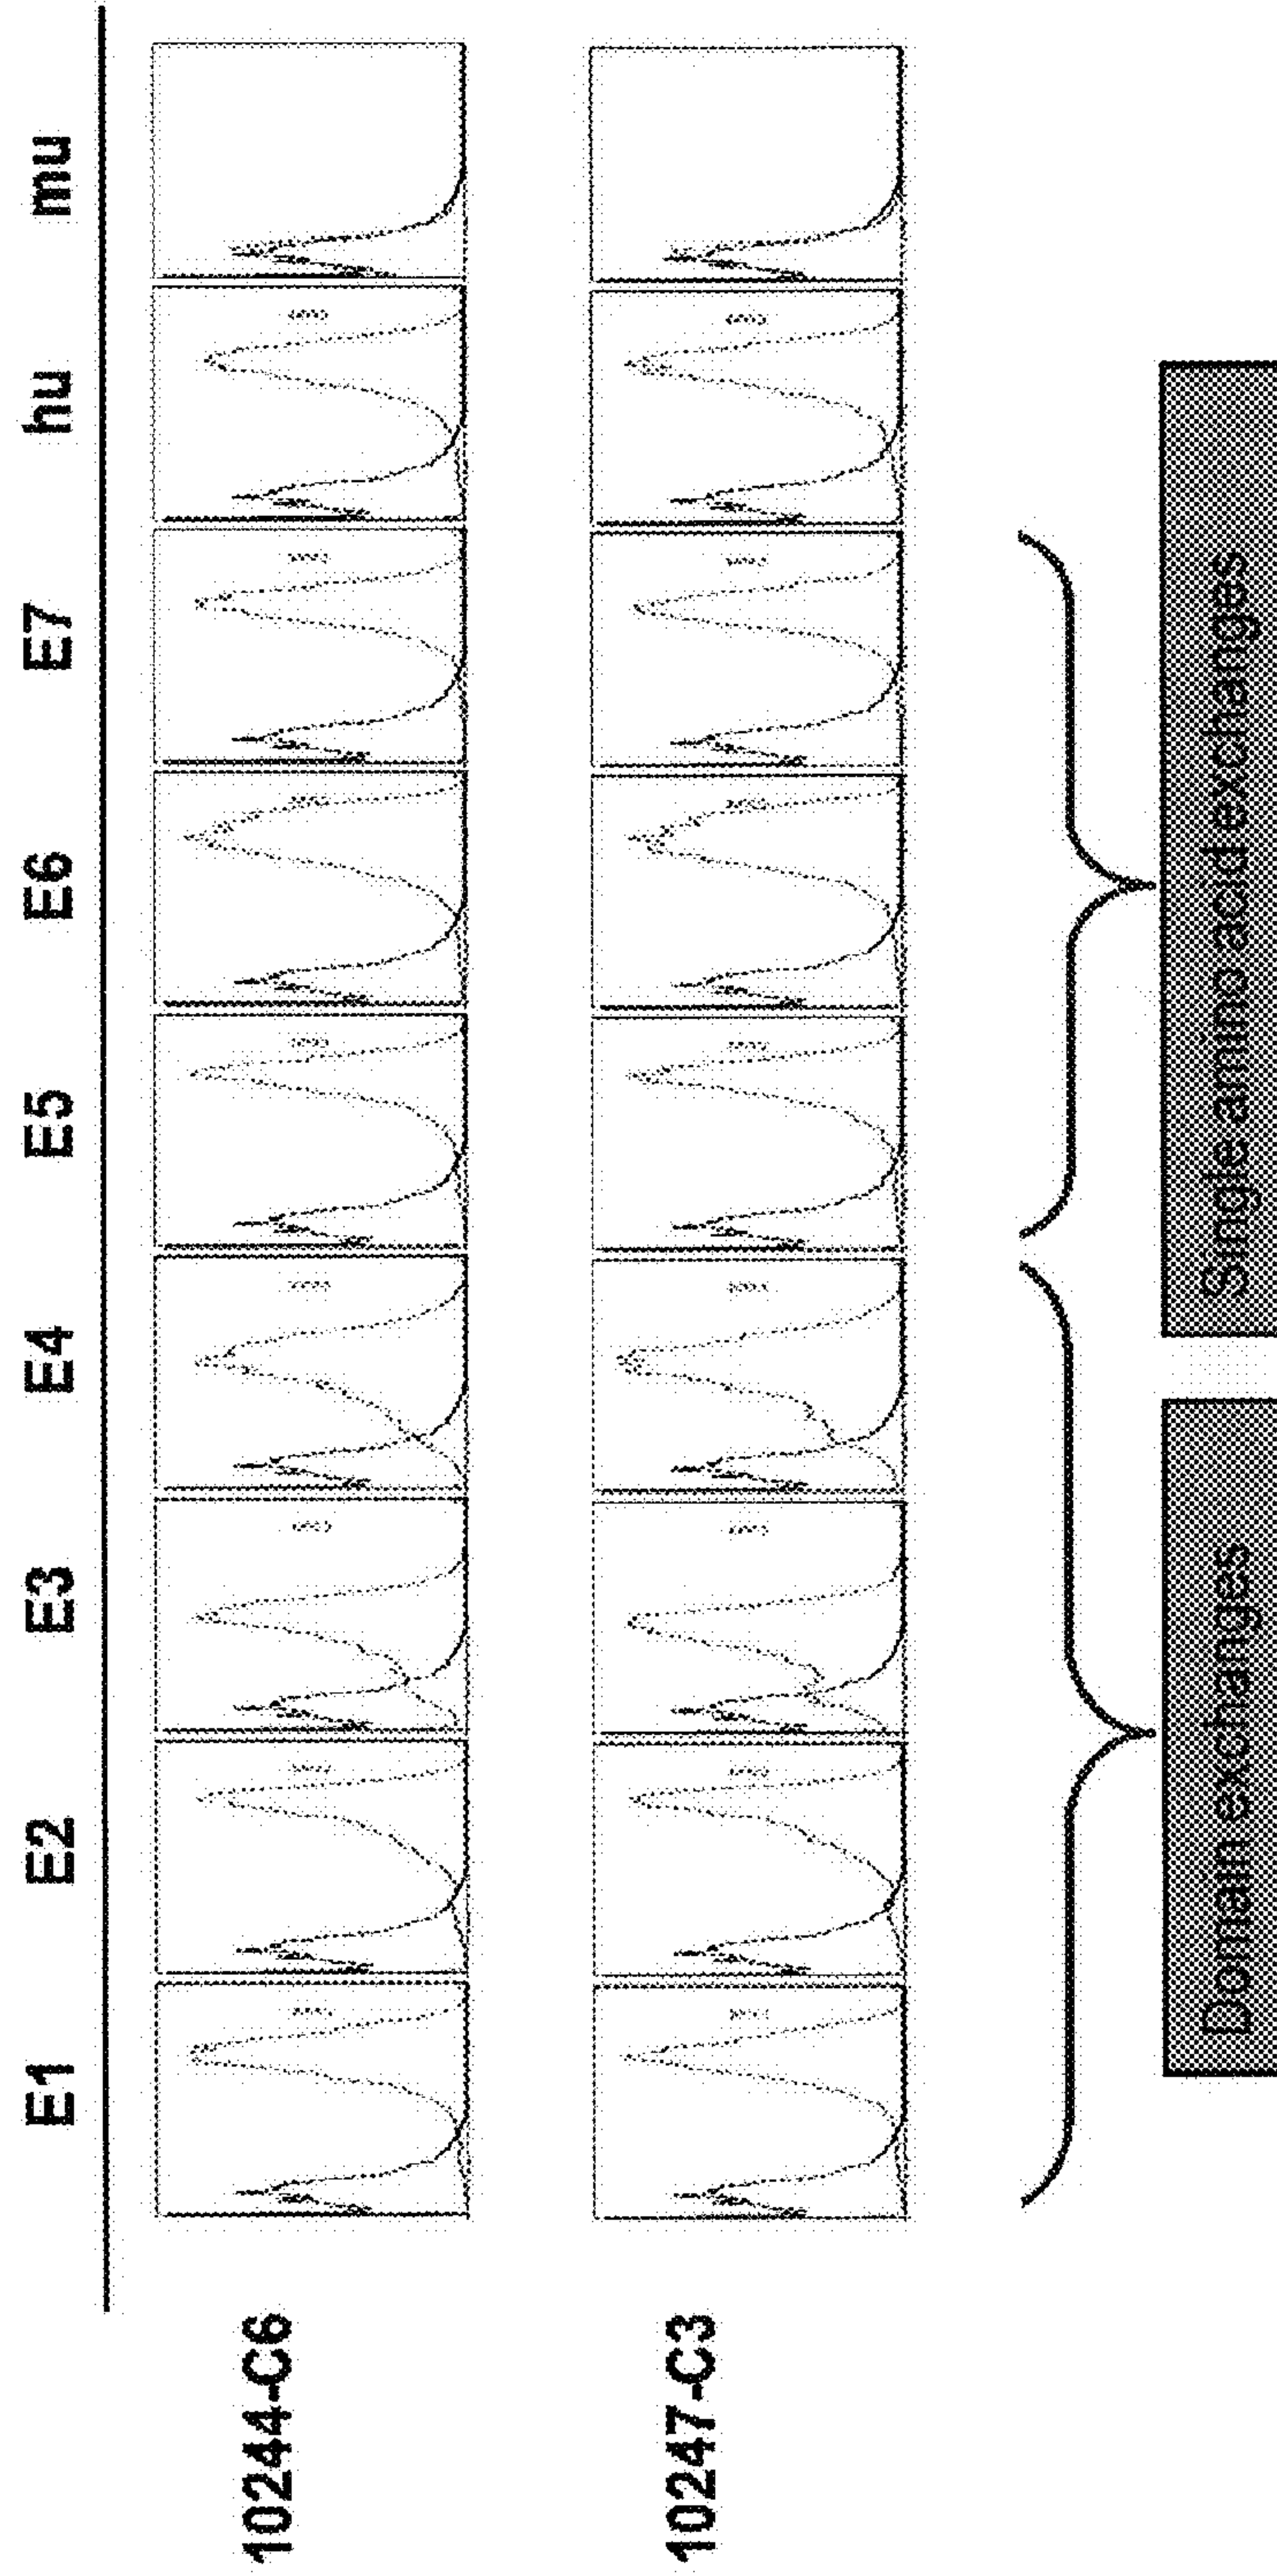 E1 E2 E3 E4 E5 E6 E7 hu mu
10244-C6
10247-C3
Domain exchanges
Single amino acid exchanges